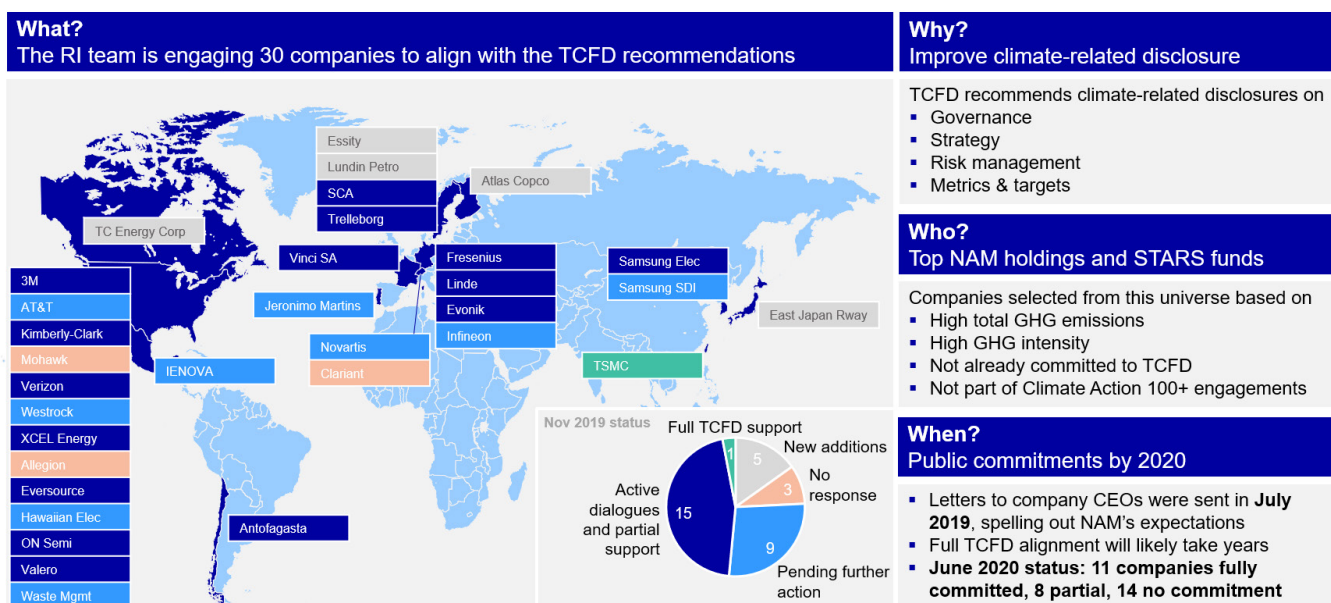 What?
The RI team is engaging 30 companies to align with the TCFD recommendations
Essity
Lundin Petro
SCA
Trelleborg
Atlas Copco
TC Energy Corp
Vinci SA
Fresenius
Linde
Evonik
Infineon
Samsung Elec
Samsung SDI
3M
AT&T
Kimberly-Clark
Mohawk
Verizon
Westrock
XCEL Energy
Allegion
Eversource
Hawaiian Elec
ON Semi
Valero
Waste Mgmt
Jeronimo Martins
East Japan Rway
Novartis
Clariant
IENOVA
TSMC
Antofagasta
Nov 2019 status
Full TCFD support
1
New additions
5
No
response
3
Active
dialogues
and partial
support
15
9
Pending further
action
Why?
Improve climate-related disclosure
TCFD recommends climate-related disclosures on
▪ Governance
▪ Strategy
▪ Risk management
▪ Metrics & targets
Who?
Top NAM holdings and STARS funds
Companies selected from this universe based on
▪ High total GHG emissions
▪ High GHG intensity
▪ Not already committed to TCFD
▪ Not part of Climate Action 100+ engagements
When?
Public commitments by 2020
▪ Letters to company CEOs were sent in July
2019, spelling out NAM's expectations
▪ Full TCFD alignment will likely take years
▪ June 2020 status: 11 companies fully
committed, 8 partial, 14 no commitment